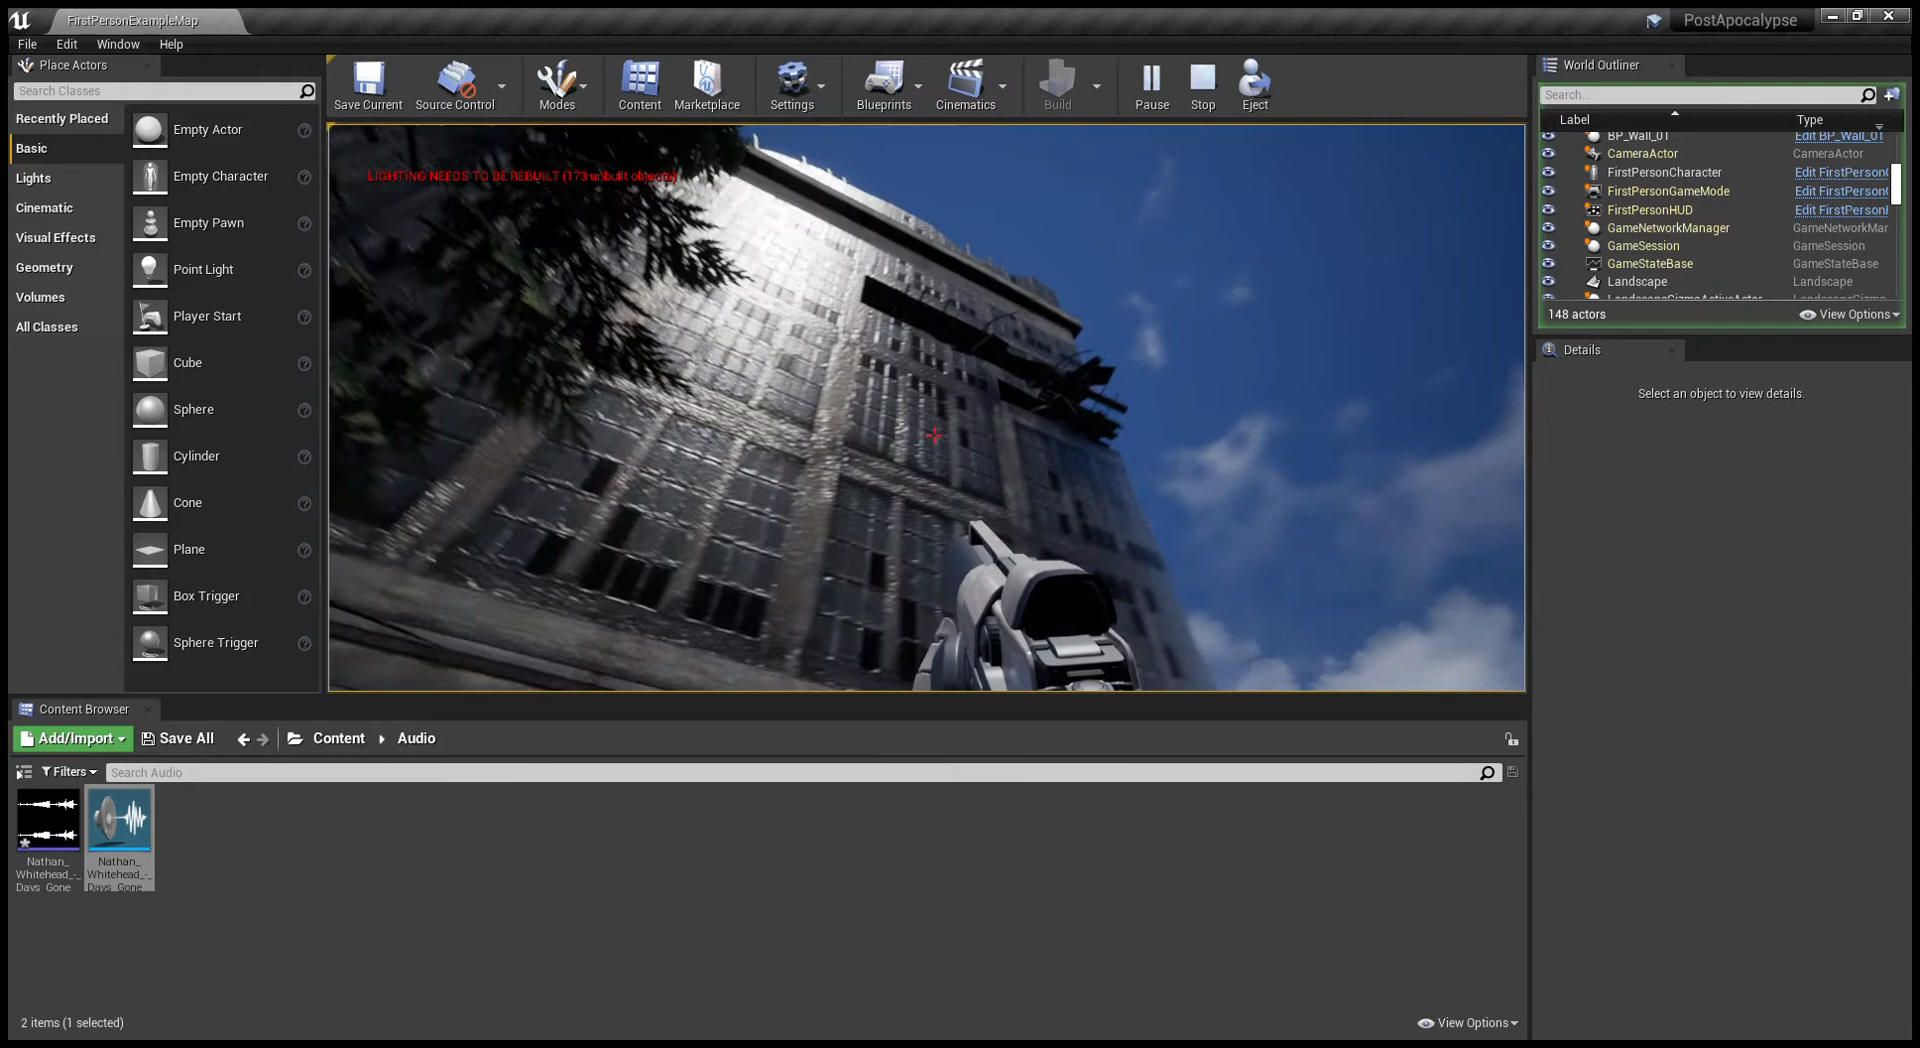 FirstPersonExampleMap
PostApocalypse
File Edit Window Help
Place Actors
Search Classes
Recently Placed
Basic
Lights
Cinematic
Visual Effects
Geometry
Volumes
All Classes
Empty Actor
Empty Character
Empty Pawn
Point Light
Player Start
Cube
Sphere
Cylinder
Cone
Plane
Box Trigger
Sphere Trigger
Save Current
Source Control
Modes
Content
Marketplace
Settings
Blueprints
Cinematics
Build
Pause
Stop
Eject
LIGHTING NEEDS TO BE REBUILT (173 unbuilt objects)
World Outliner
Search...
Label Type
BP_Wall_01 Edit BP_Wall_01
CameraActor CameraActor
FirstPersonCharacter Edit FirstPerson
FirstPersonGameMode Edit FirstPerson
FirstPersonHUD Edit FirstPerson
GameNetworkManager GameNetworkMar
GameSession GameSession
GameStateBase GameStateBase
Landscape Landscape
148 actors View Options
Details
Select an object to view details.
Content Browser
Add/Import Save All Content Audio
Filters Search Audio
Nathan_
Whitehead_-_
Days_Gone_
Nathan_
Whitehead_-_
Days_Gone_
2 items (1 selected) View Options